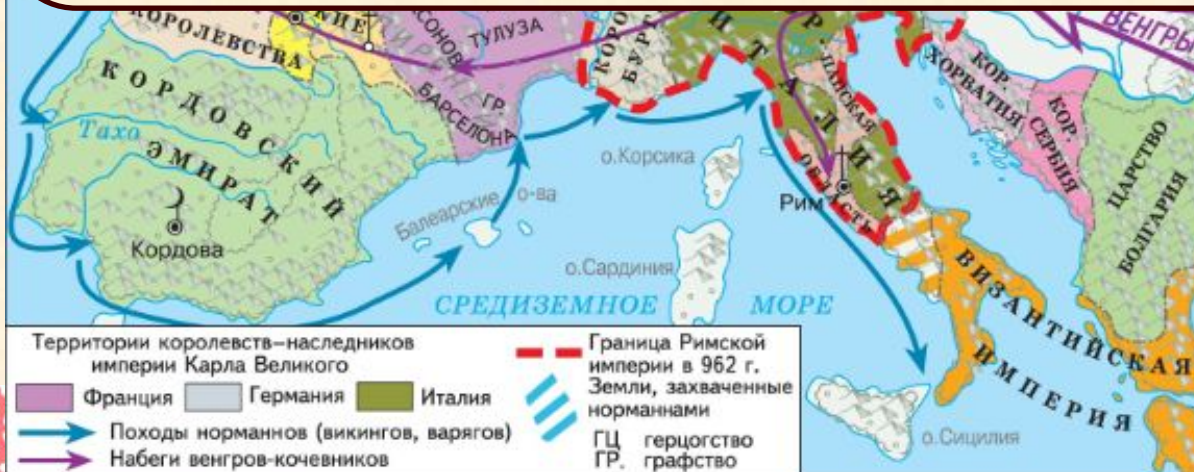 КОРОЛЕВСТВА
КИЕ
ТУЛУЗА
ГР.
БАРСЕЛОНА
КОР.
БУРГ
ИТАЛИЯ
ПАПСКАЯ
ОБЛАСТЬ
КОР.
ХОРВАТИЯ
КОР.
СЕРБИЯ
ВЕНГРЫ
ЦАРСТВО
БОЛГАРИЯ
КОРДОВСКИЙ
ЭМИРАТ
Тахо
Кордова
Балеарские о-ва
о.Корсика
Рим
о.Сардиния
СРЕДИЗЕМНОЕ МОРЕ
ВИЗАНТИЙСКАЯ
ИМПЕРИЯ
о.Сицилия
Территории королевств–наследников
империи Карла Великого
Франция Германия Италия
Походы норманнов (викингов, варягов)
Набеги венгров-кочевников
Граница Римской
империи в 962 г.
Земли, захваченные
норманнами
ГЦ герцогство
ГР. графство